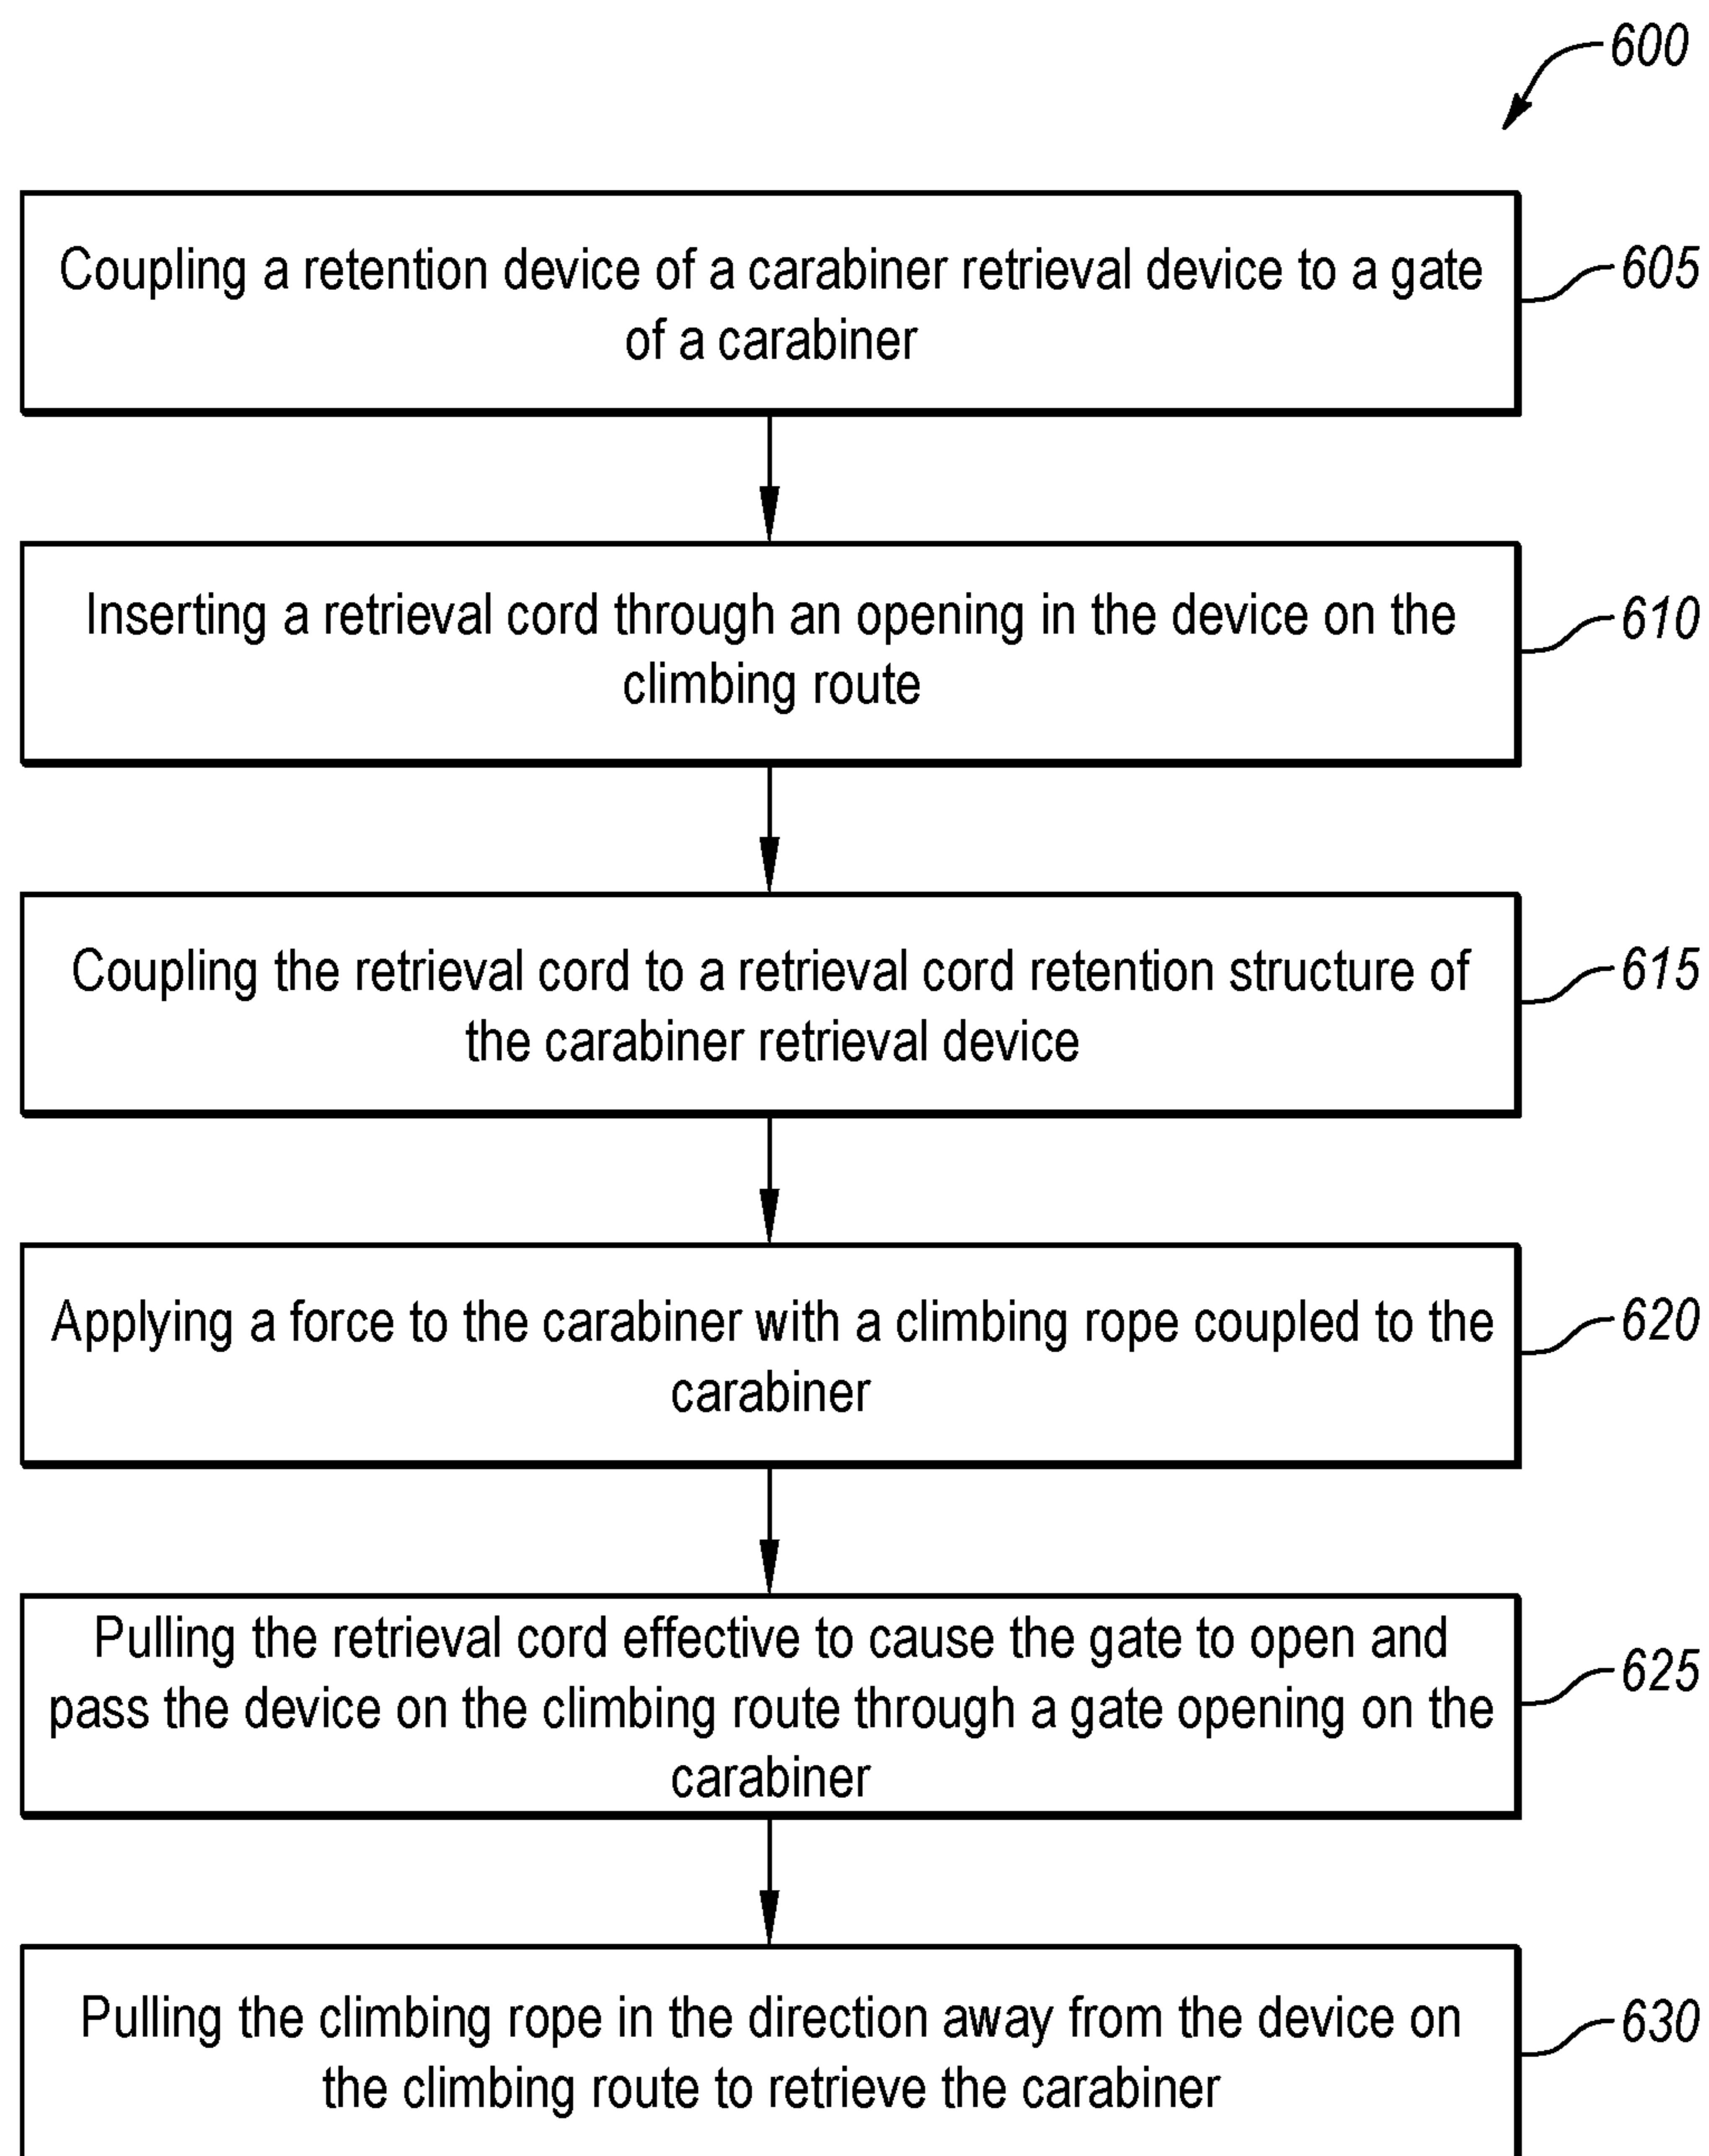 600
Coupling a retention device of a carabiner retrieval device to a gate
of a carabiner
605
Inserting a retrieval cord through an opening in the device on the
climbing route
610
Coupling the retrieval cord to a retrieval cord retention structure of
the carabiner retrieval device
615
Applying a force to the carabiner with a climbing rope coupled to the
carabiner
620
Pulling the retrieval cord effective to cause the gate to open and
pass the device on the climbing route through a gate opening on the
carabiner
625
Pulling the climbing rope in the direction away from the device on
the climbing route to retrieve the carabiner
630